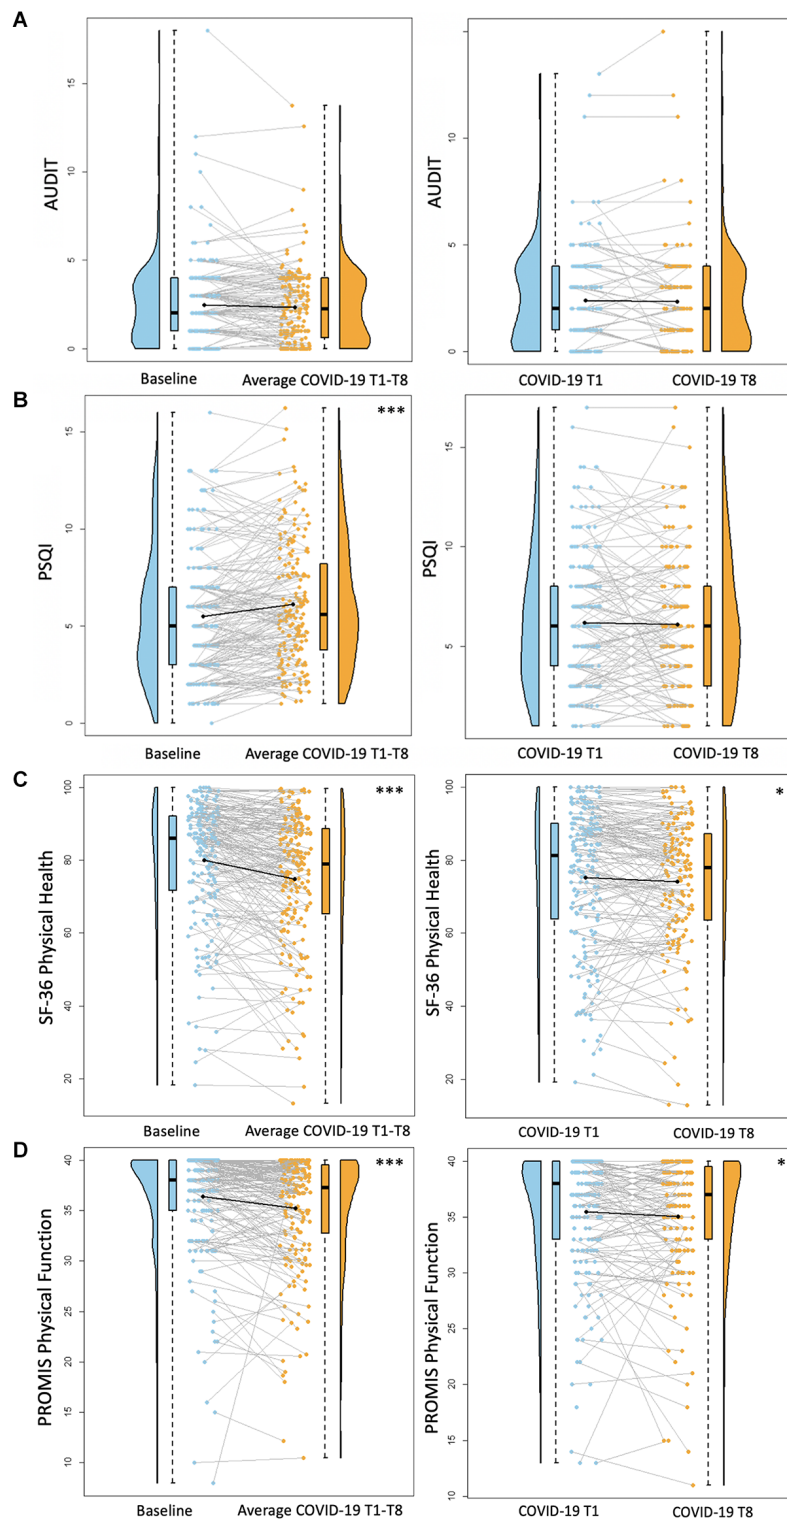 A
AUDIT
0 5 10 15
Baseline Average COVID-19 T1-T8
AUDIT
0 5 10
COVID-19 T1 COVID-19 T8
B
***
PSQI
0 5 10 15
Baseline Average COVID-19 T1-T8
PSQI
5 10 15
COVID-19 T1 COVID-19 T8
C
***
SF-36 Physical Health
20 40 60 80 100
Baseline Average COVID-19 T1-T8
*
SF-36 Physical Health
20 40 60 80 100
COVID-19 T1 COVID-19 T8
D
***
PROMIS Physical Function
10 15 20 25 30 35 40
Baseline Average COVID-19 T1-T8
*
PROMIS Physical Function
10 15 20 25 30 35 40
COVID-19 T1 COVID-19 T8